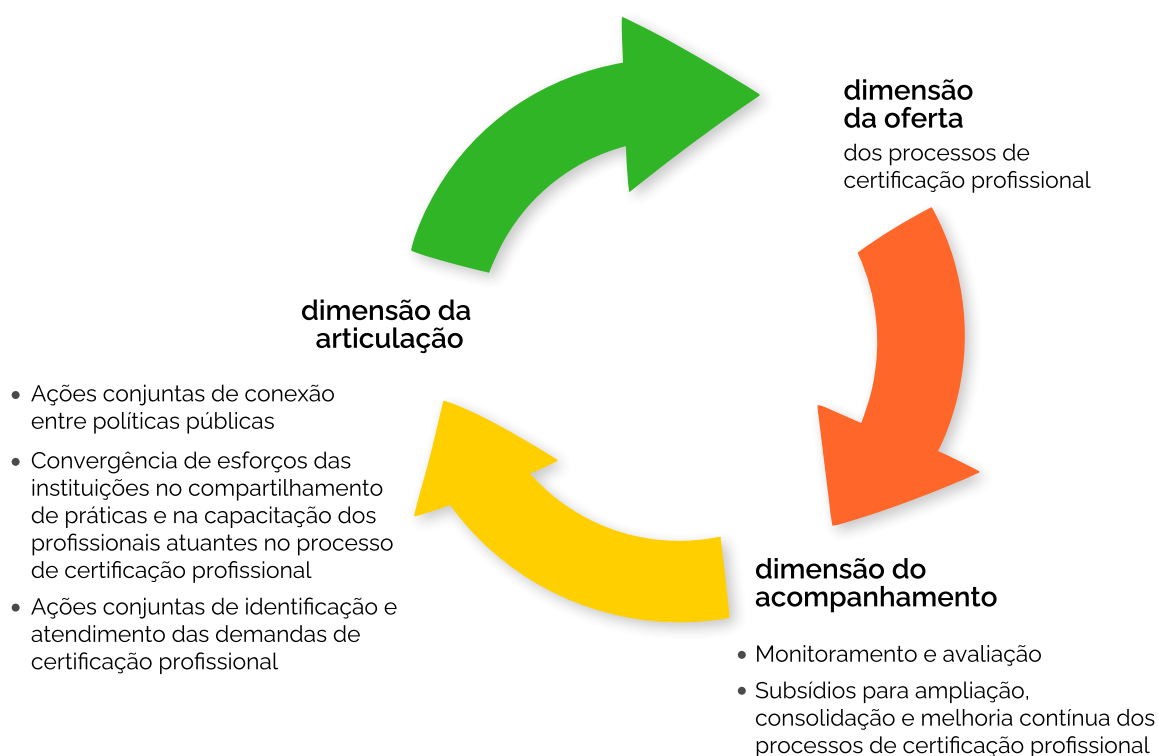 dimensão
da oferta
dos processos de
certificação profissional
dimensão da
articulação
• Ações conjuntas de conexão
entre políticas públicas
• Convergência de esforços das
instituições no compartilhamento
de práticas e na capacitação dos
profissionais atuantes no processo
de certificação profissional
• Ações conjuntas de identificação e
atendimento das demandas de
certificação profissional
dimensão do
acompanhamento
• Monitoramento e avaliação
• Subsídios para ampliação,
consolidação e melhoria contínua dos
processos de certificação profissional